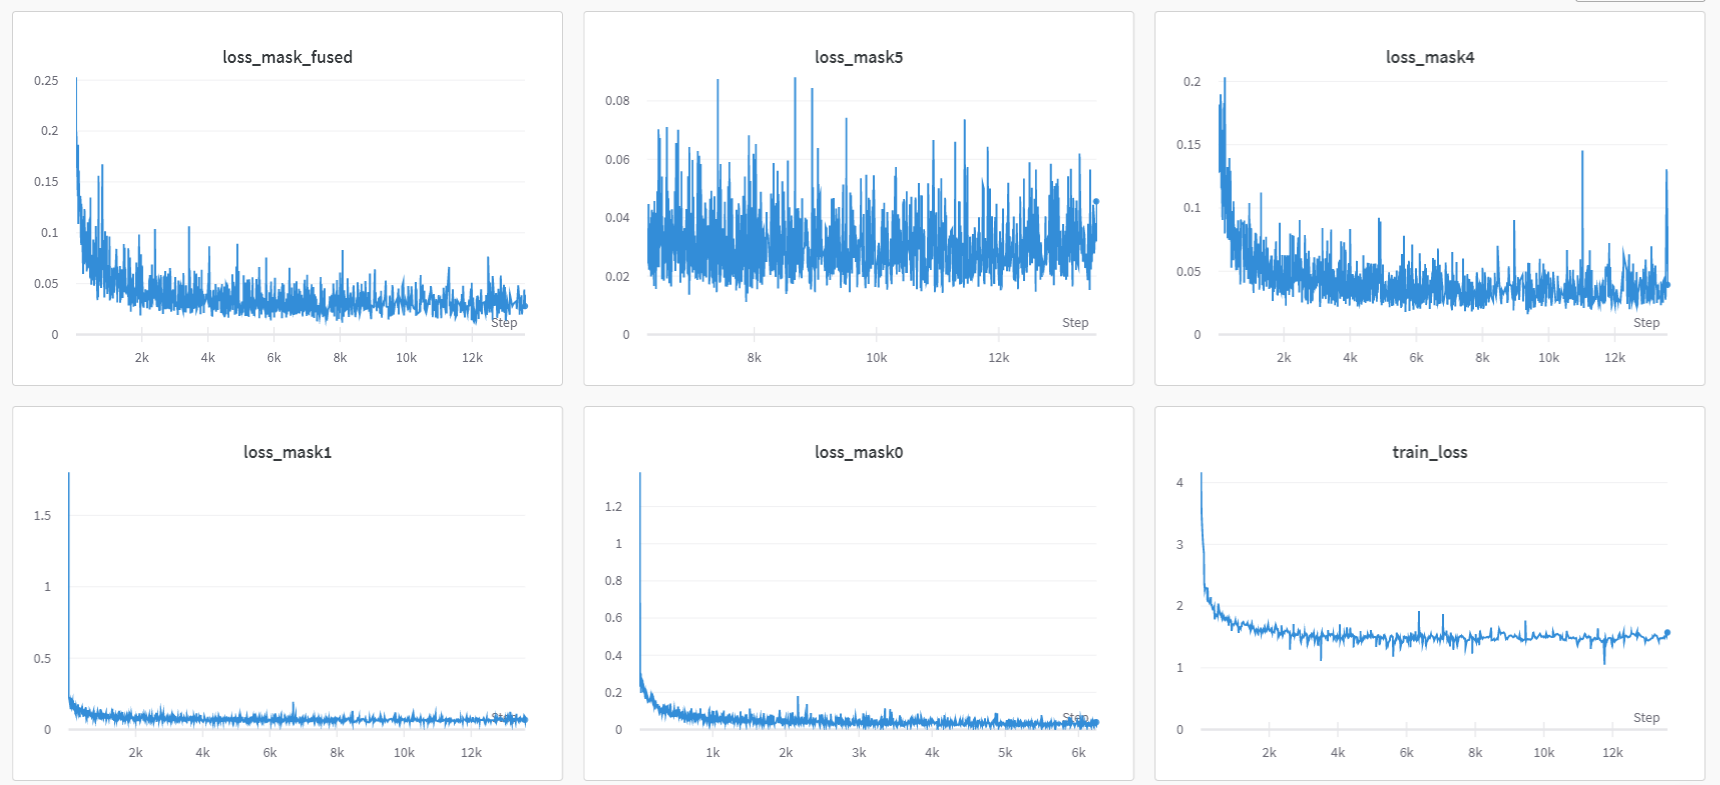 loss_mask_fused
0.25
0.2
0.15
0.1
0.05
0
Step
2k 4k 6k 8k 10k 12k
loss_mask5
0.08
0.06
0.04
0.02
0
Step
8k 10k 12k
loss_mask4
0.2
0.15
0.1
0.05
0
Step
2k 4k 6k 8k 10k 12k
loss_mask1
1.5
1
0.5
0
Step
2k 4k 6k 8k 10k 12k
loss_mask0
1.2
1
0.8
0.6
0.4
0.2
0
Step
1k 2k 3k 4k 5k 6k
train_loss
4
3
2
1
0
Step
2k 4k 6k 8k 10k 12k